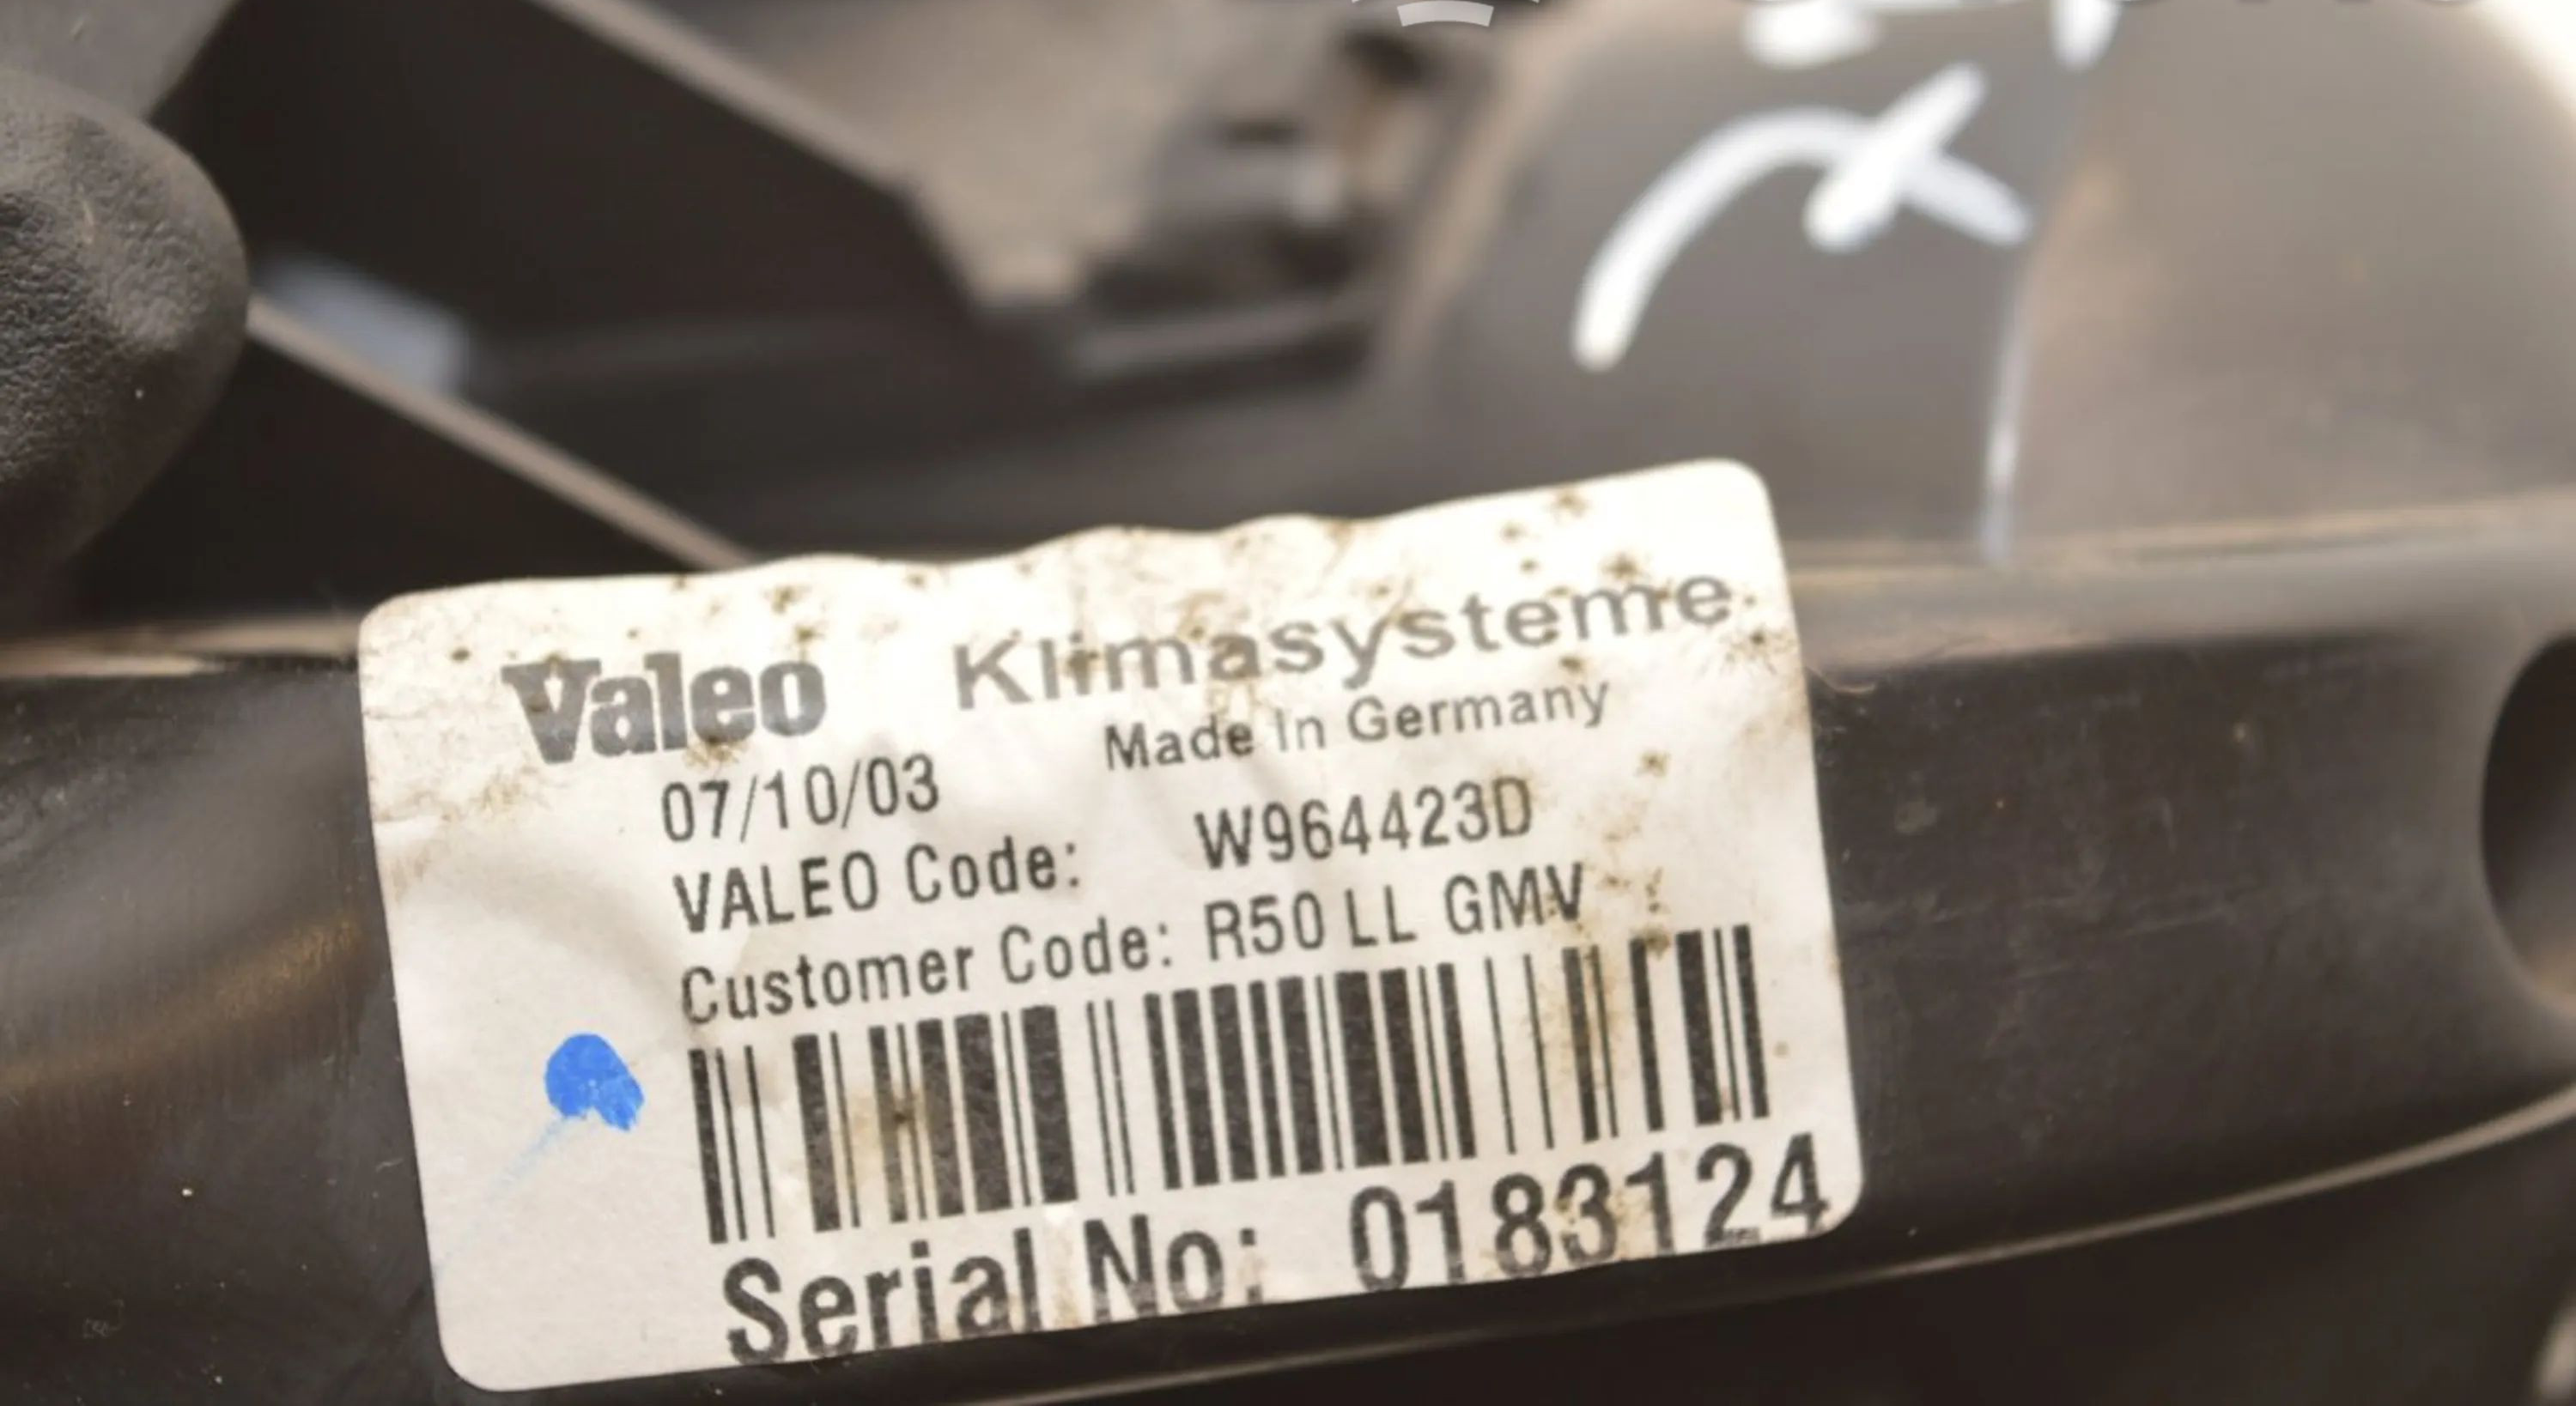 Valeo Klimasysteme
Made In Germany
07/10/03
VALEO Code: W964423D
Customer Code: R50 LL GMV
Serial No: 0183124